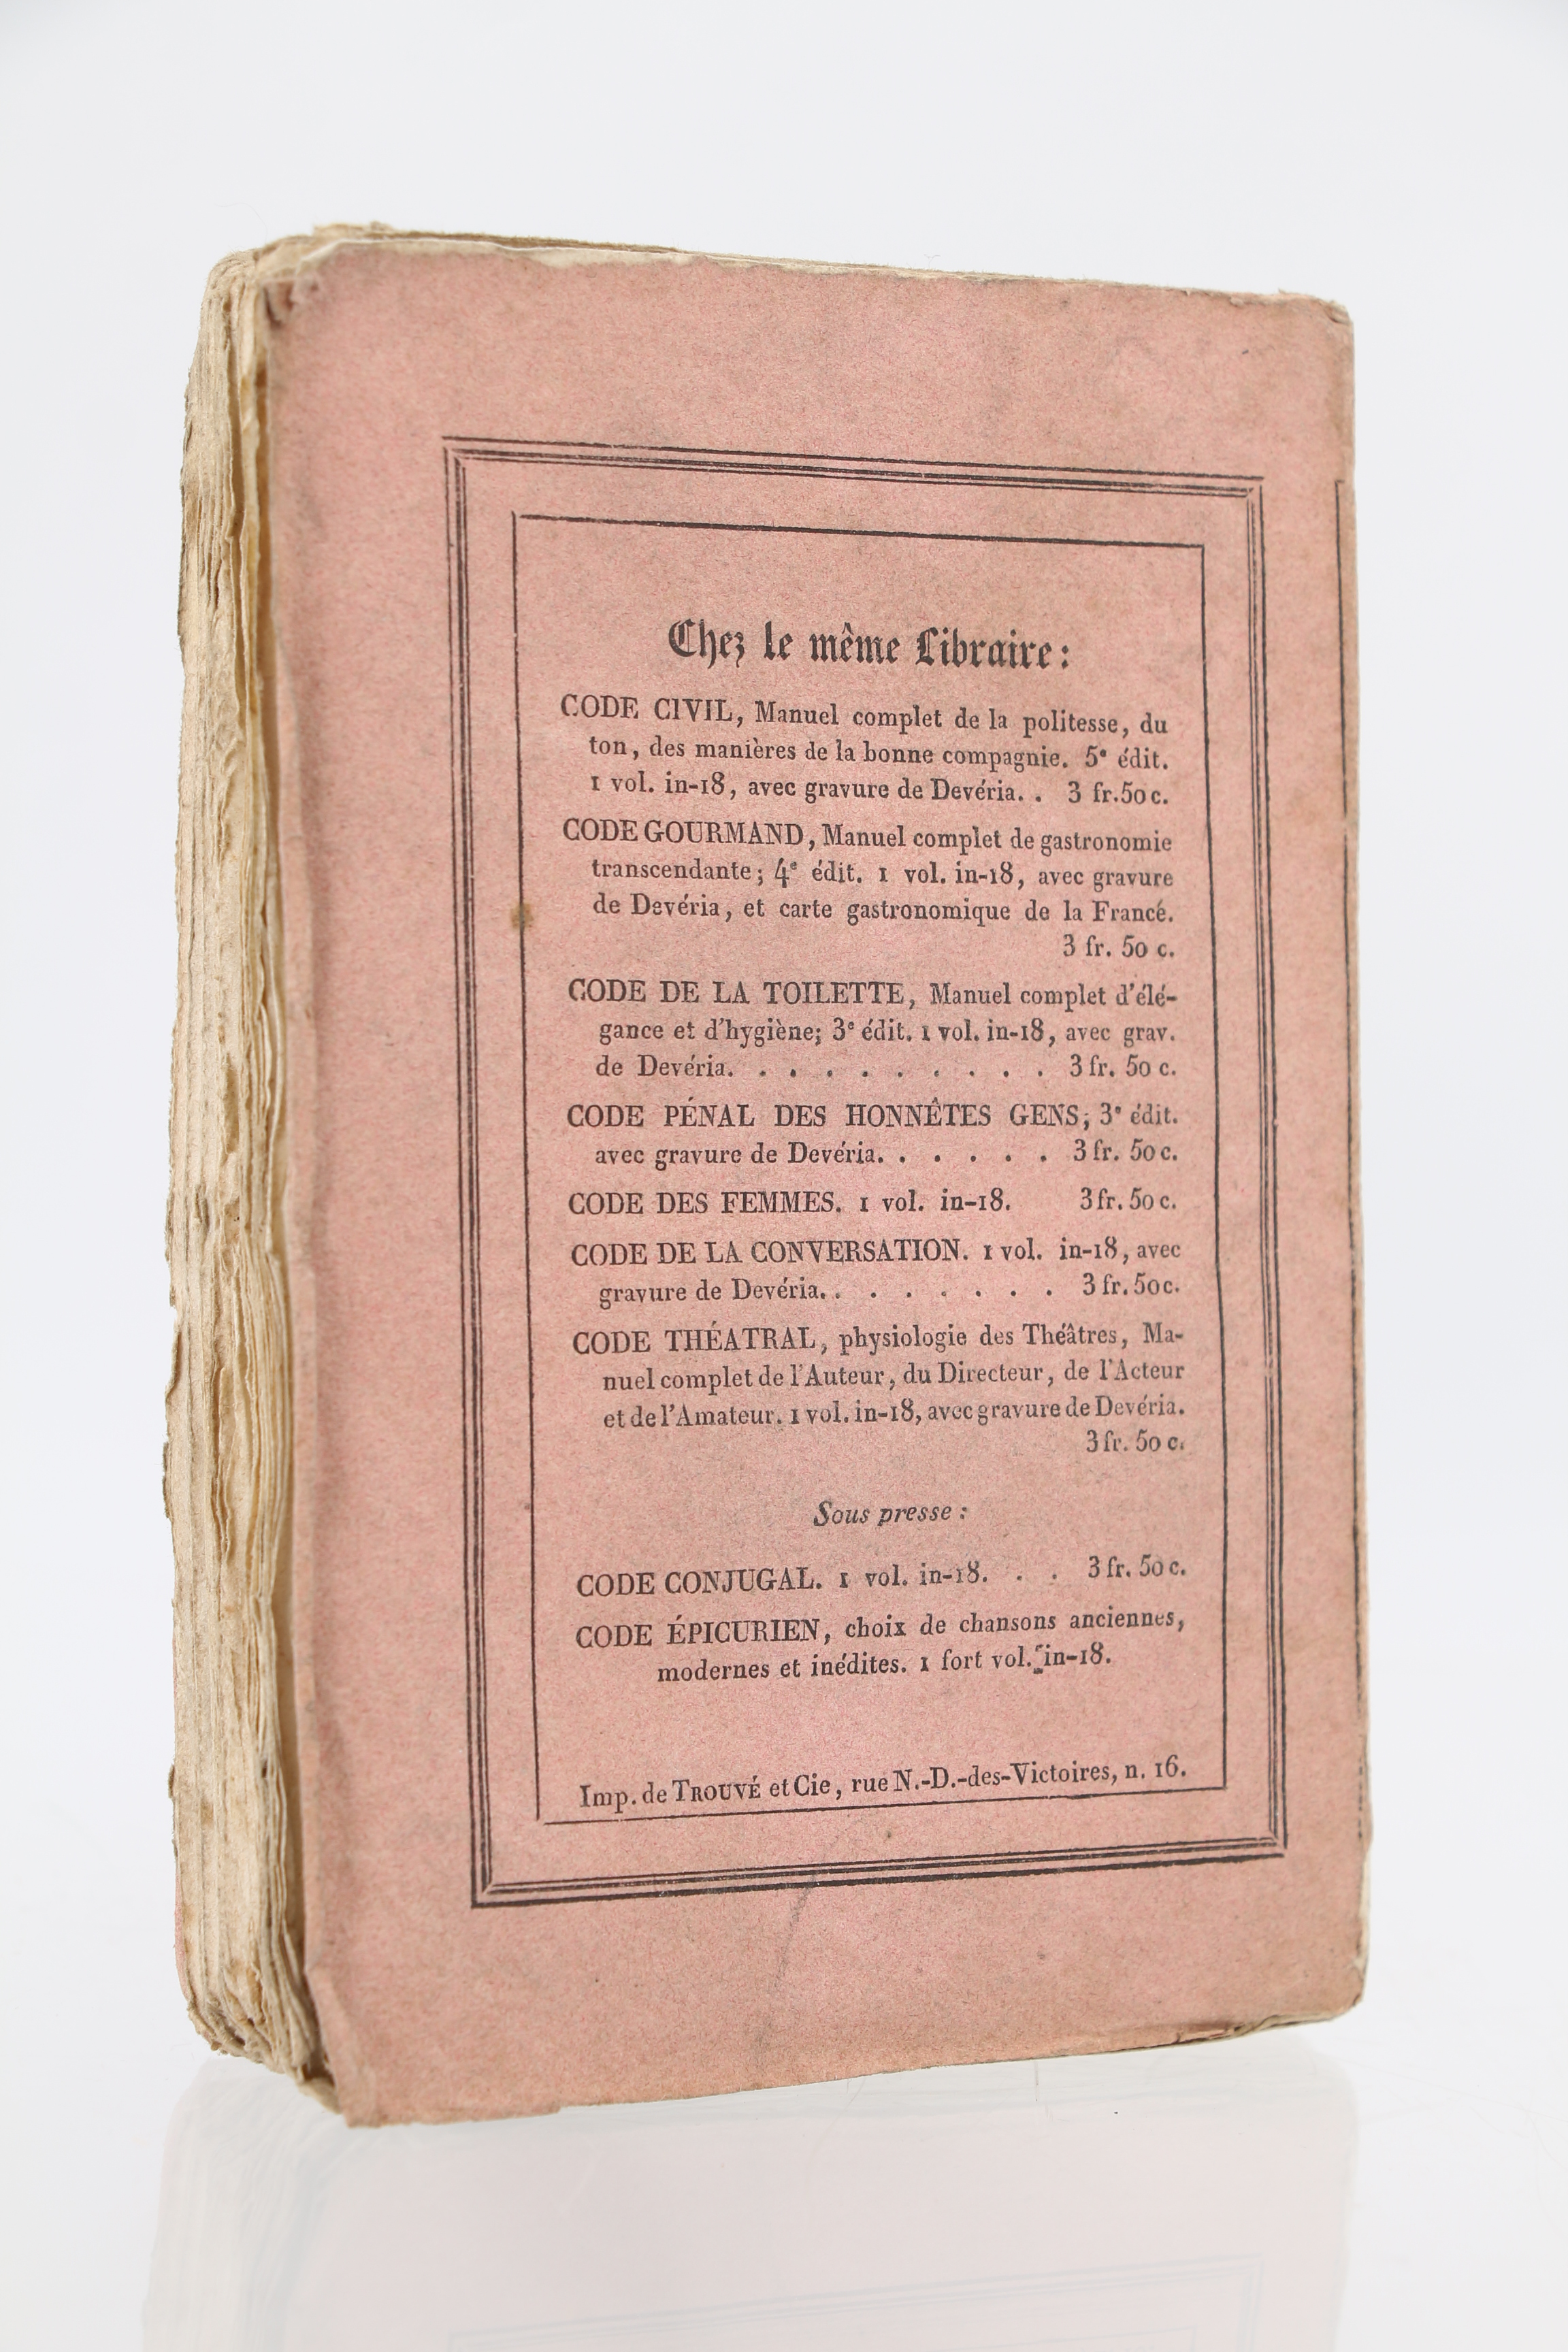 Chez le même Libraire:
CODE CIVIL, Manuel complet de la politesse, du
ton, des manières de la bonne compagnie. 5e édit.
1 vol. in-18, avec gravure de Devéria. . 3 fr. 50 c.
CODE GOURMAND, Manuel complet de gastronomie
transcendante; 4e édit. 1 vol. in-18, avec gravure
de Devéria, et carte gastronomique de la Francé.
3 fr. 50 c.
CODE DE LA TOILETTE, Manuel complet d'élé-
gance et d'hygiène; 3e édit. 1 vol. in-18, avec grav.
de Devéria. . . . . . . . . . 3 fr. 50 c.
CODE PÉNAL DES HONNÊTES GENS; 3e édit.
avec gravure de Devéria. . . . . . 3 fr. 50 c.
CODE DES FEMMES. 1 vol. in-18. 3 fr. 50 c.
CODE DE LA CONVERSATION. 1 vol. in-18, avec
gravure de Devéria. . . . . . . . 3 fr. 50 c.
CODE THÉATRAL, physiologie des Théâtres, Ma-
nuel complet de l'Auteur, du Directeur, de l'Acteur
et de l'Amateur. 1 vol. in-18, avec gravure de Devéria.
3 fr. 50 c.
Sous presse :
CODE CONJUGAL. 1 vol. in-18. . . 3 fr. 50 c.
CODE ÉPICURIEN, choix de chansons anciennes,
modernes et inédites. 1 fort vol. in-18.
Imp. de TROUVÉ et Cie, rue N.-D.-des-Victoires, n. 16.